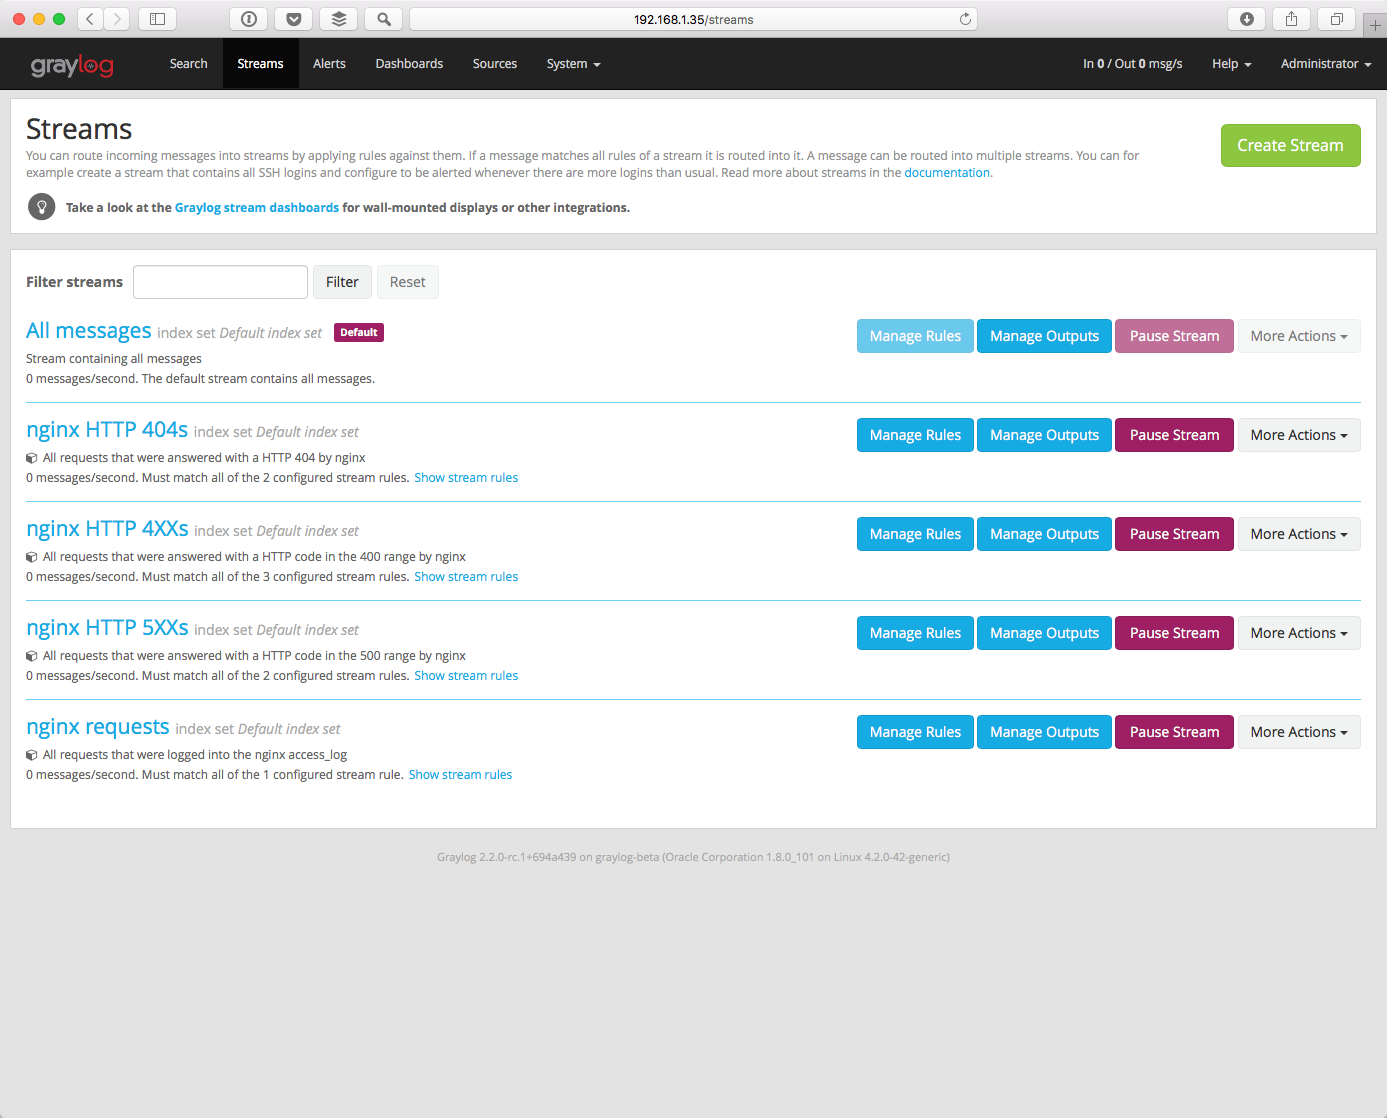 192.168.1.35/streams
graylog Search Streams Alerts Dashboards Sources System In 0 / Out 0 msg/s Help Administrator
Streams
Create Stream
You can route incoming messages into streams by applying rules against them. If a message matches all rules of a stream it is routed into it. A message can be routed into multiple streams. You can for
example create a stream that contains all SSH logins and configure to be alerted whenever there are more logins than usual. Read more about streams in the documentation.
Take a look at the Graylog stream dashboards for wall-mounted displays or other integrations.
Filter streams Filter Reset
All messages index set Default index set Default Manage Rules Manage Outputs Pause Stream More Actions
Stream containing all messages
0 messages/second. The default stream contains all messages.
nginx HTTP 404s index set Default index set Manage Rules Manage Outputs Pause Stream More Actions
All requests that were answered with a HTTP 404 by nginx
0 messages/second. Must match all of the 2 configured stream rules. Show stream rules
nginx HTTP 4XXs index set Default index set Manage Rules Manage Outputs Pause Stream More Actions
All requests that were answered with a HTTP code in the 400 range by nginx
0 messages/second. Must match all of the 3 configured stream rules. Show stream rules
nginx HTTP 5XXs index set Default index set Manage Rules Manage Outputs Pause Stream More Actions
All requests that were answered with a HTTP code in the 500 range by nginx
0 messages/second. Must match all of the 2 configured stream rules. Show stream rules
nginx requests index set Default index set Manage Rules Manage Outputs Pause Stream More Actions
All requests that were logged into the nginx access_log
0 messages/second. Must match all of the 1 configured stream rule. Show stream rules
Graylog 2.2.0-rc.1+694a439 on graylog-beta (Oracle Corporation 1.8.0_101 on Linux 4.2.0-42-generic)